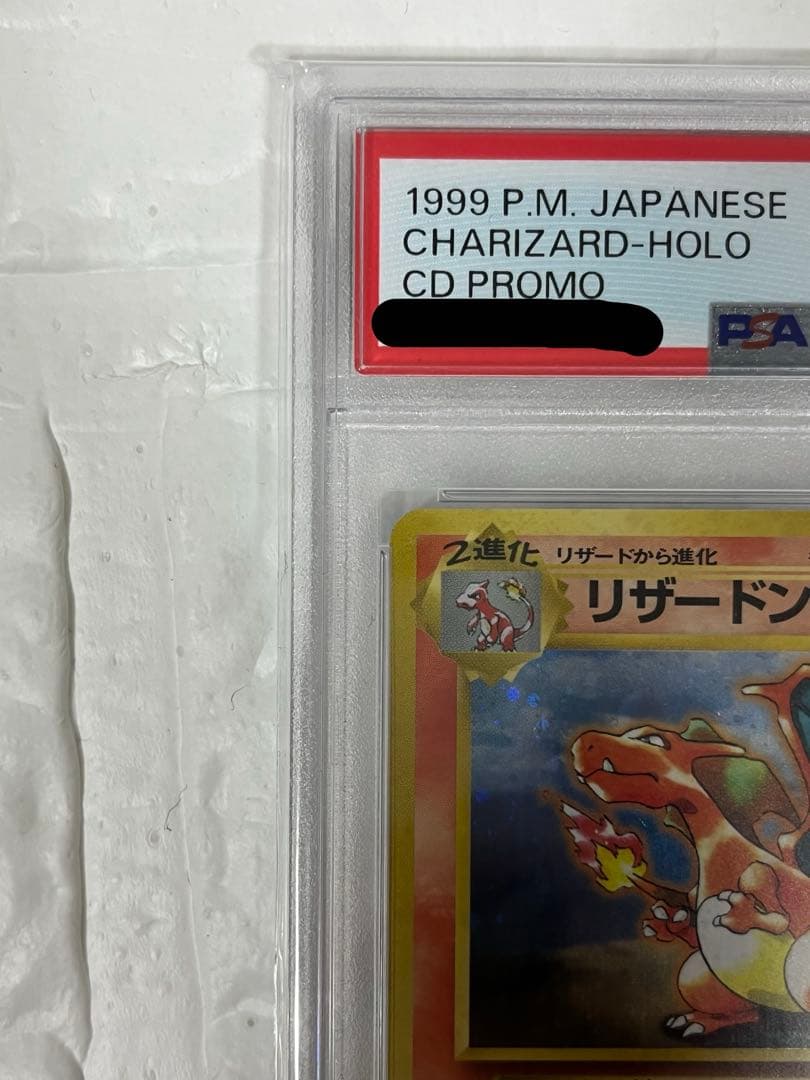 1999 P.M. JAPANESE
CHARIZARD-HOLO
CD PROMO
PSA
2進化 リザードから進化
リザードン